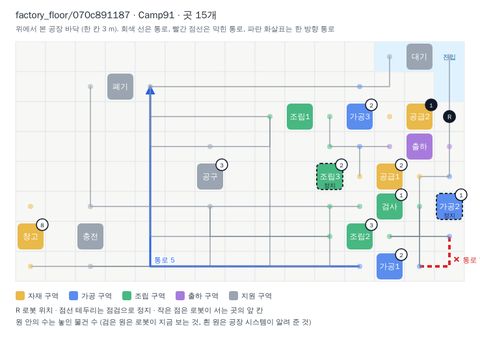 factory_floor/070c891187 · Camp91 · 곳 15개
위에서 본 공장 바닥 (한 칸 3 m). 회색 선은 통로, 빨간 점선은 막힌 통로, 파란 화살표는 한 방향 통로
대기
폐기
조립1
가공3
2
공급2
1
R
출하
공구
3
조립3
2
공급1
2
검사
1
가공2
1
창고
8
충전
조립2
3
가공1
2
통로 5
✕ 통로
자재 구역
가공 구역
조립 구역
출하 구역
지원 구역
R 로봇 위치 · 점선 테두리는 점검으로 정지 · 작은 점은 로봇이 서는 곳의 앞 칸
원 안의 수는 놓인 물건 수 (검은 원은 로봇이 지금 보는 것, 흰 원은 공장 시스템이 알려 준 것)